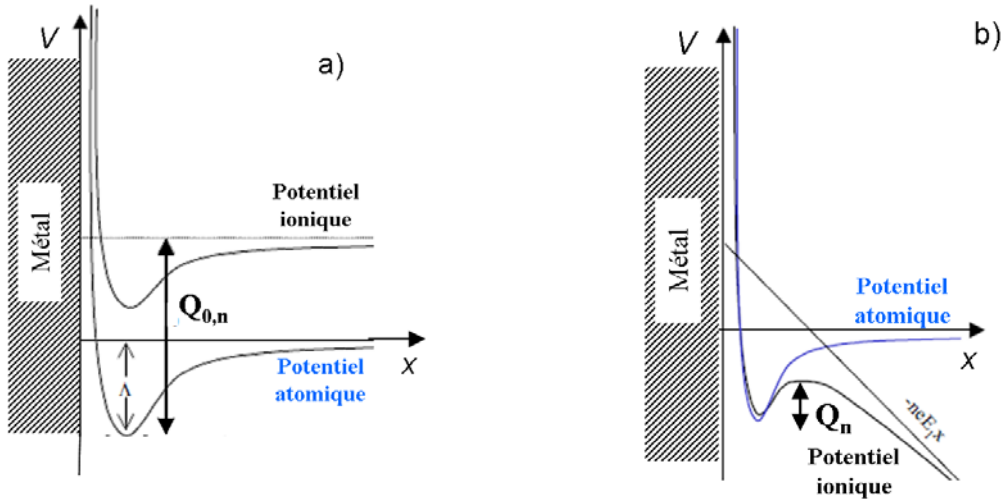 V
a)
Métal
Potentiel
ionique
Q0,n
Λ
x
Potentiel
atomique
V
b)
Métal
Potentiel
atomique
x
-neE₁x
Qn
Potentiel
ionique